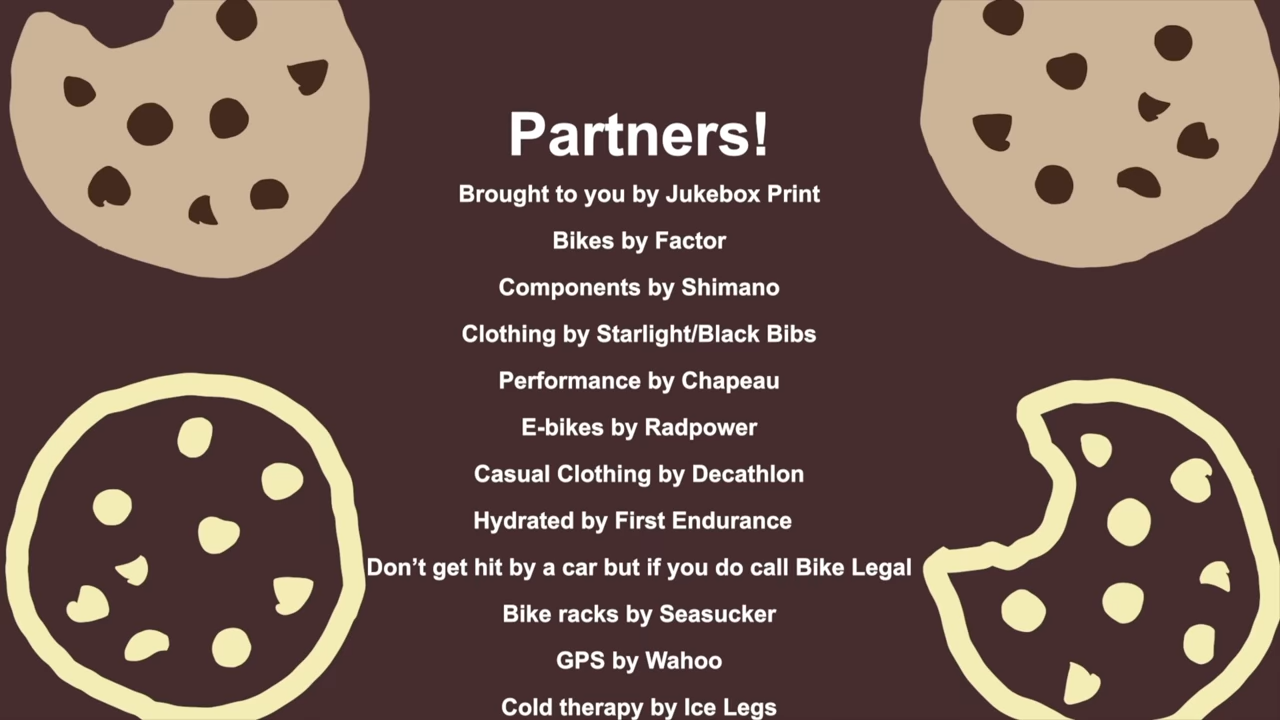 Partners!
Brought to you by Jukebox Print
Bikes by Factor
Components by Shimano
Clothing by Starlight/Black Bibs
Performance by Chapeau
E-bikes by Radpower
Casual Clothing by Decathlon
Hydrated by First Endurance
Don’t get hit by a car but if you do call Bike Legal
Bike racks by Seasucker
GPS by Wahoo
Cold therapy by Ice Legs